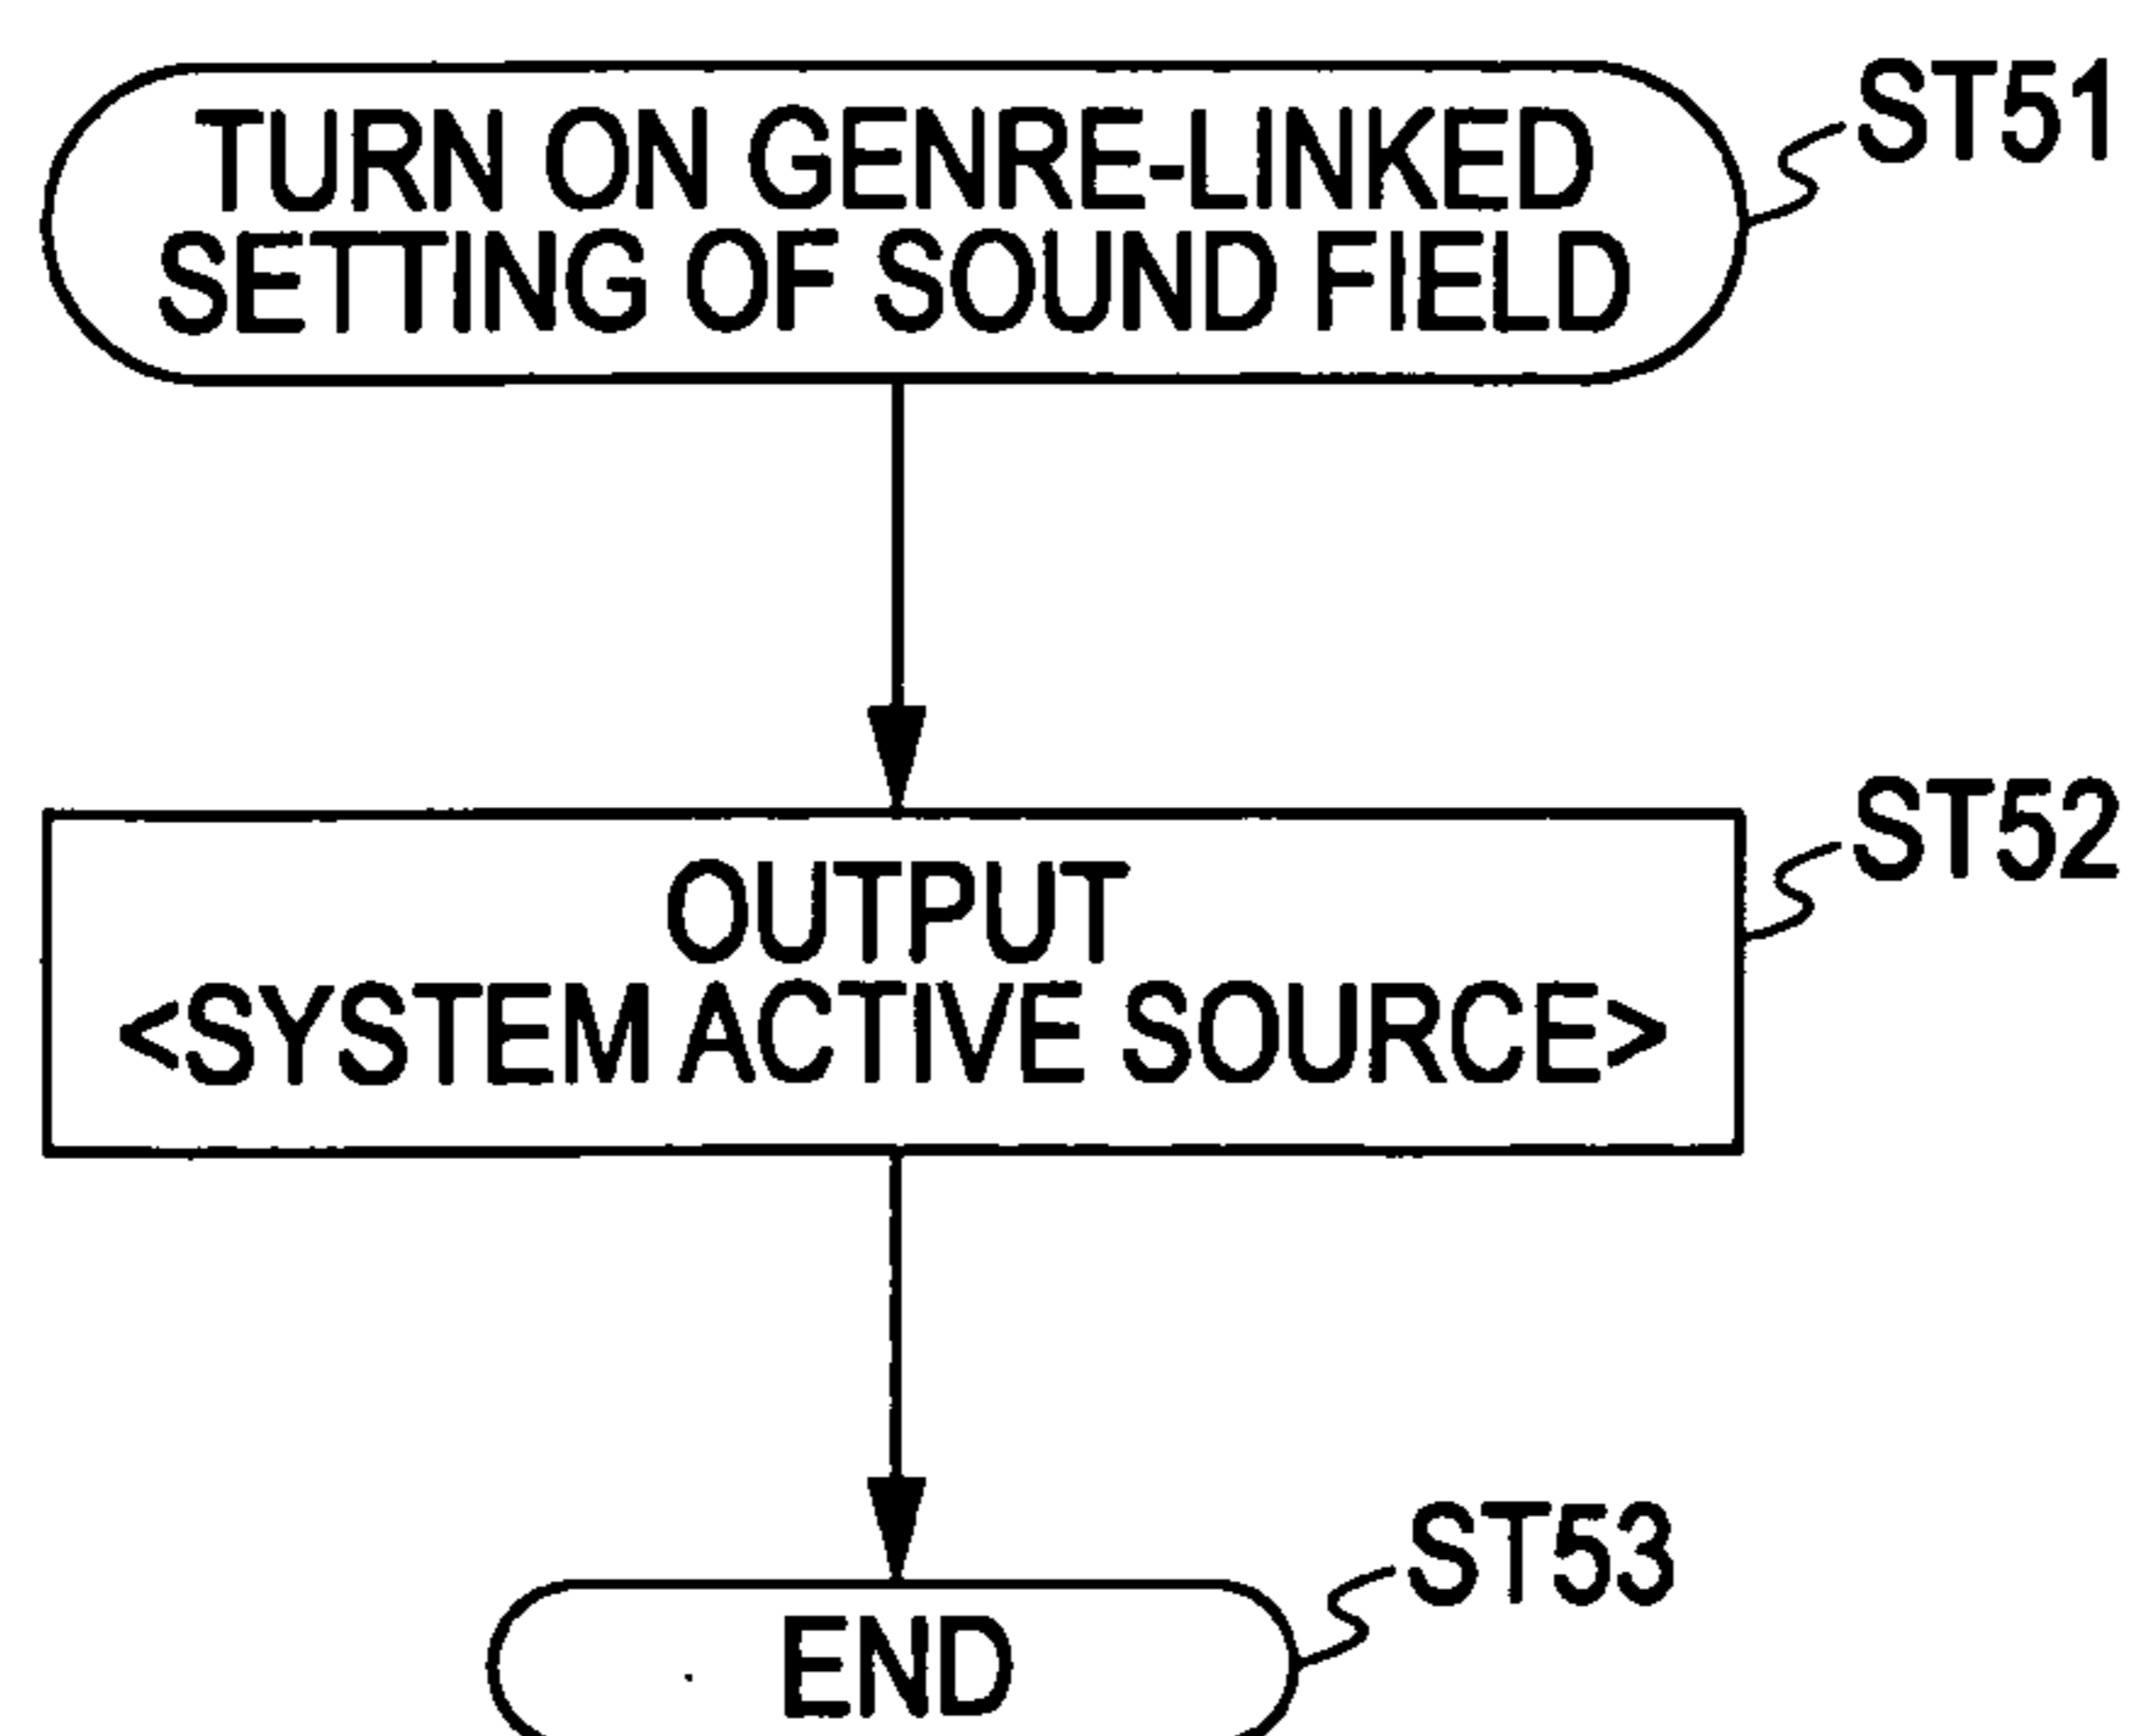 TURN ON GENRE-LINKED
SETTING OF SOUND FIELD
ST51
OUTPUT
<SYSTEM ACTIVE SOURCE>
ST52
END
ST53